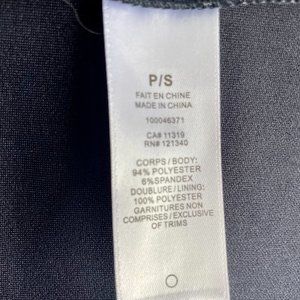 P/S
FAIT EN CHINE
MADE IN CHINA
100046371
CA# 11319
RN# 121340
CORPS/BODY:
94% POLYESTER
6%SPANDEX
DOUBLURE/LINING:
100% POLYESTER
GARNITURES NON
COMPRISES/EXCLUSIVE
OF TRIMS